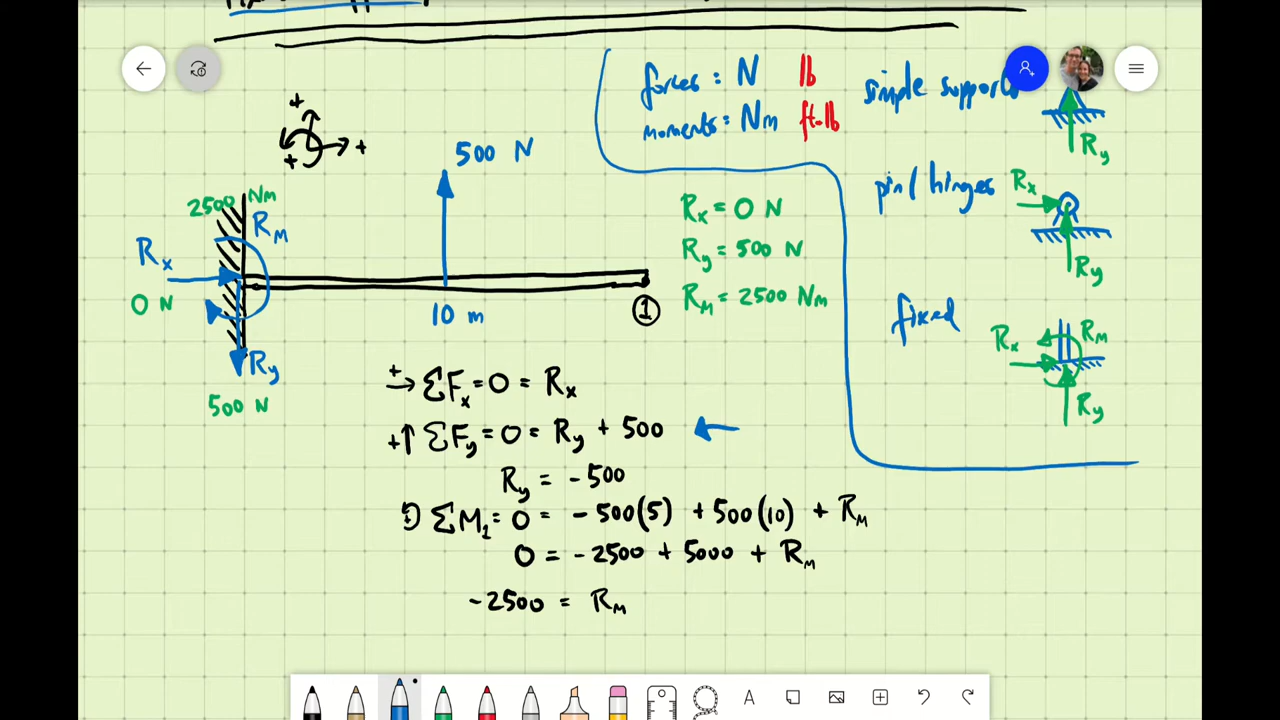 forces : N lb
moments : Nm ft·lb
simple supports
Ry
pin / hinges
Rx
Ry
fixed
Rx
RM
Ry
+
+
+
500 N
2500 Nm
RM
Rx
0 N
10 m
1
Ry
500 N
Rx = 0 N
Ry = 500 N
RM = 2500 Nm
+→ ΣFx = 0 = Rx
+↑ ΣFy = 0 = Ry + 500 ←
Ry = -500
ΣM1 = 0 = -500(5) + 500(10) + RM
0 = -2500 + 5000 + RM
-2500 = RM
A